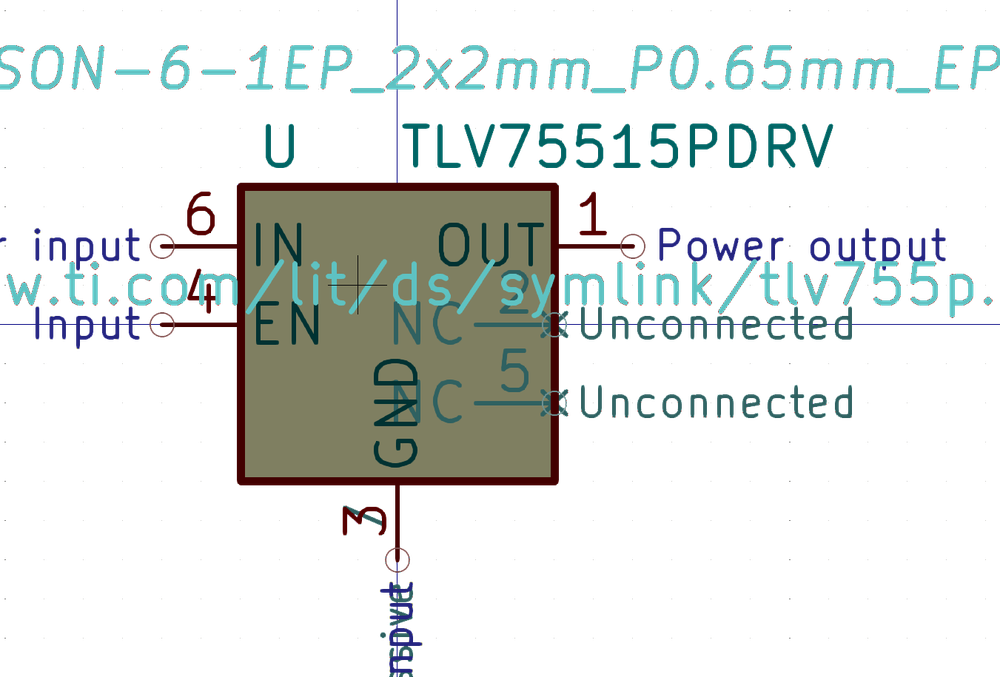 SON-6-1EP_2x2mm_P0.65mm_EP
U TLV75515PDRV
6 1
r input IN OUT Power output
w.ti.com/lit/ds/symlink/tlv755p.
4 2
Input EN NC Unconnected
5
NC Unconnected
GND
3